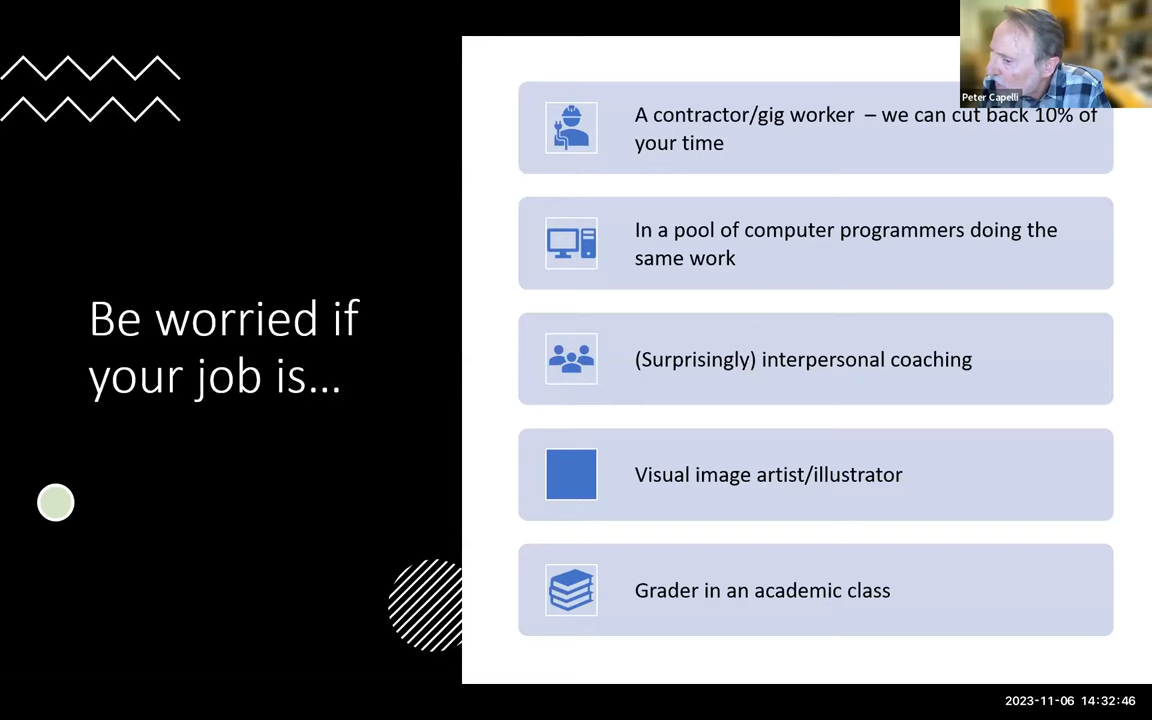 Peter Capelli
A contractor/gig worker – we can cut back 10% of
your time
In a pool of computer programmers doing the
same work
Be worried if
your job is...
(Surprisingly) interpersonal coaching
Visual image artist/illustrator
Grader in an academic class
2023-11-06 14:32:46